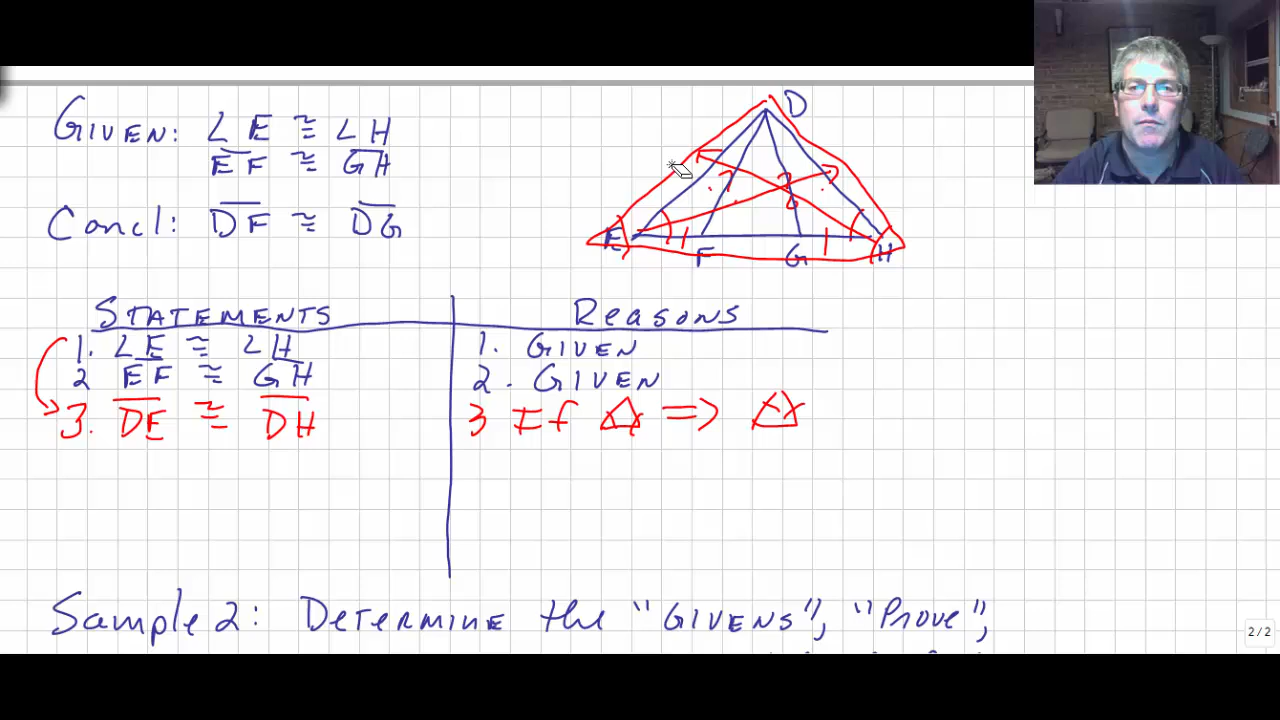 GIVEN: ∠E ≅ ∠H
EF ≅ GH
Concl: DF ≅ DG
D
E F G H
STATEMENTS Reasons
1. ∠E ≅ ∠H 1. GIVEN
2 EF ≅ GH 2. GIVEN
3. DE ≅ DH 3 If △ => △
Sample 2: DETERMINE the "GIVENS", "Prove",
2/2